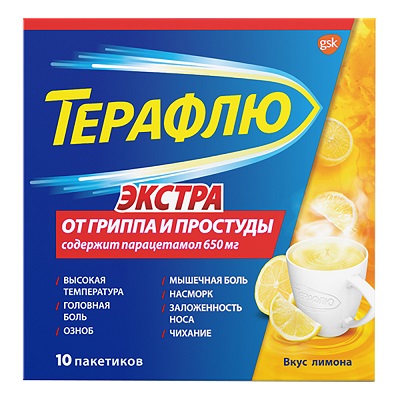 gsk
ТЕРАФЛЮ
ЭКСТРА
ОТ ГРИППА И ПРОСТУДЫ
содержит парацетамол 650 мг
• ВЫСОКАЯ
ТЕМПЕРАТУРА
• ГОЛОВНАЯ
БОЛЬ
• ОЗНОБ
• МЫШЕЧНАЯ БОЛЬ
• НАСМОРК
• ЗАЛОЖЕННОСТЬ
НОСА
• ЧИХАНИЕ
ТЕРАФЛЮ
10 пакетиков
Вкус лимона